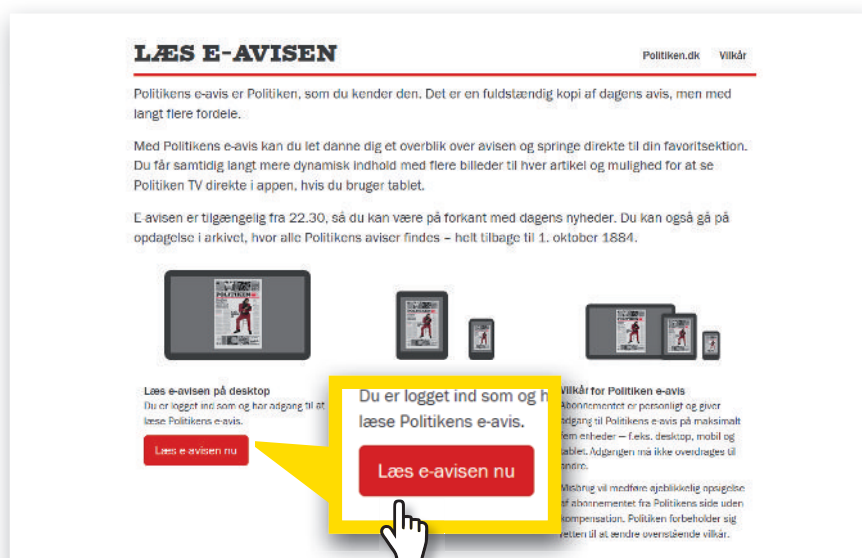 LÆS E-AVISEN
Politiken.dk Vilkår
Politikens e-avis er Politiken, som du kender den. Det er en fuldstændig kopi af dagens avis, men med
langt flere fordele.
Med Politikens e-avis kan du let danne dig et overblik over avisen og springe direkte til din favoritsektion.
Du får samtidig langt mere dynamisk indhold med flere billeder til hver artikel og mulighed for at se
Politiken TV direkte i appen, hvis du bruger tablet.
E-avisen er tilgængelig fra 22.30, så du kan være på forkant med dagens nyheder. Du kan også gå på
opdagelse i arkivet, hvor alle Politikens aviser findes – helt tilbage til 1. oktober 1884.
POLITIKEN
Læs e-avisen på desktop
Du er logget ind som og har adgang til at
læse Politikens e-avis.
Læs e-avisen nu
Du er logget ind som og h
læse Politikens e-avis.
Læs e-avisen nu
Vilkår for Politiken e-avis
Abonnementet er personligt og giver
adgang til Politikens e-avis på maksimalt
fem enheder – f.eks. desktop, mobil og
tablet. Adgangen må ikke overdrages til
andre.
Misbrug vil medføre øjeblikkelig opsigelse
af abonnementet fra Politikens side uden
kompensation. Politiken forbeholder sig
retten til at ændre ovenstående vilkår.